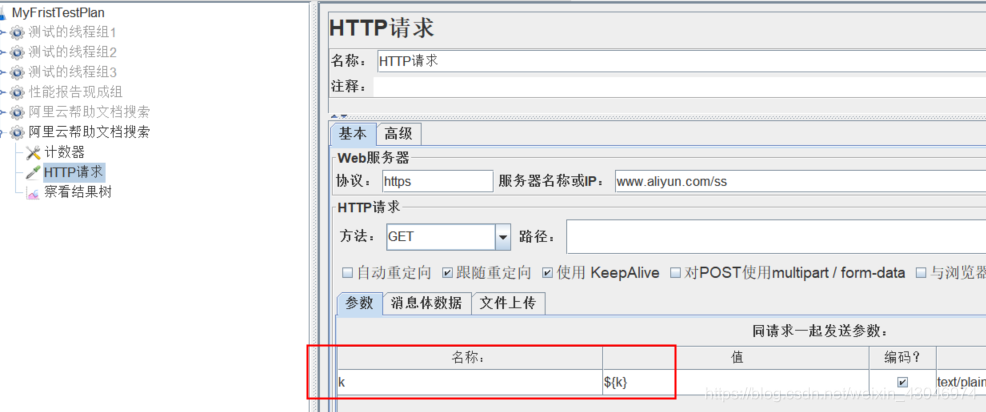 MyFristTestPlan
测试的线程组1
测试的线程组2
测试的线程组3
性能报告现成组
阿里云帮助文档搜索
阿里云帮助文档搜索
计数器
HTTP请求
察看结果树
HTTP请求
名称： HTTP请求
注释：
基本 高级
Web服务器
协议： https 服务器名称或IP： www.aliyun.com/ss
HTTP请求
方法： GET 路径：
自动重定向 跟随重定向 使用 KeepAlive 对POST使用multipart / form-data 与浏览器
参数 消息体数据 文件上传
同请求一起发送参数：
名称： 值 编码？
k ${k} text/plain
https://blog.csdn.net/weixin_43046974